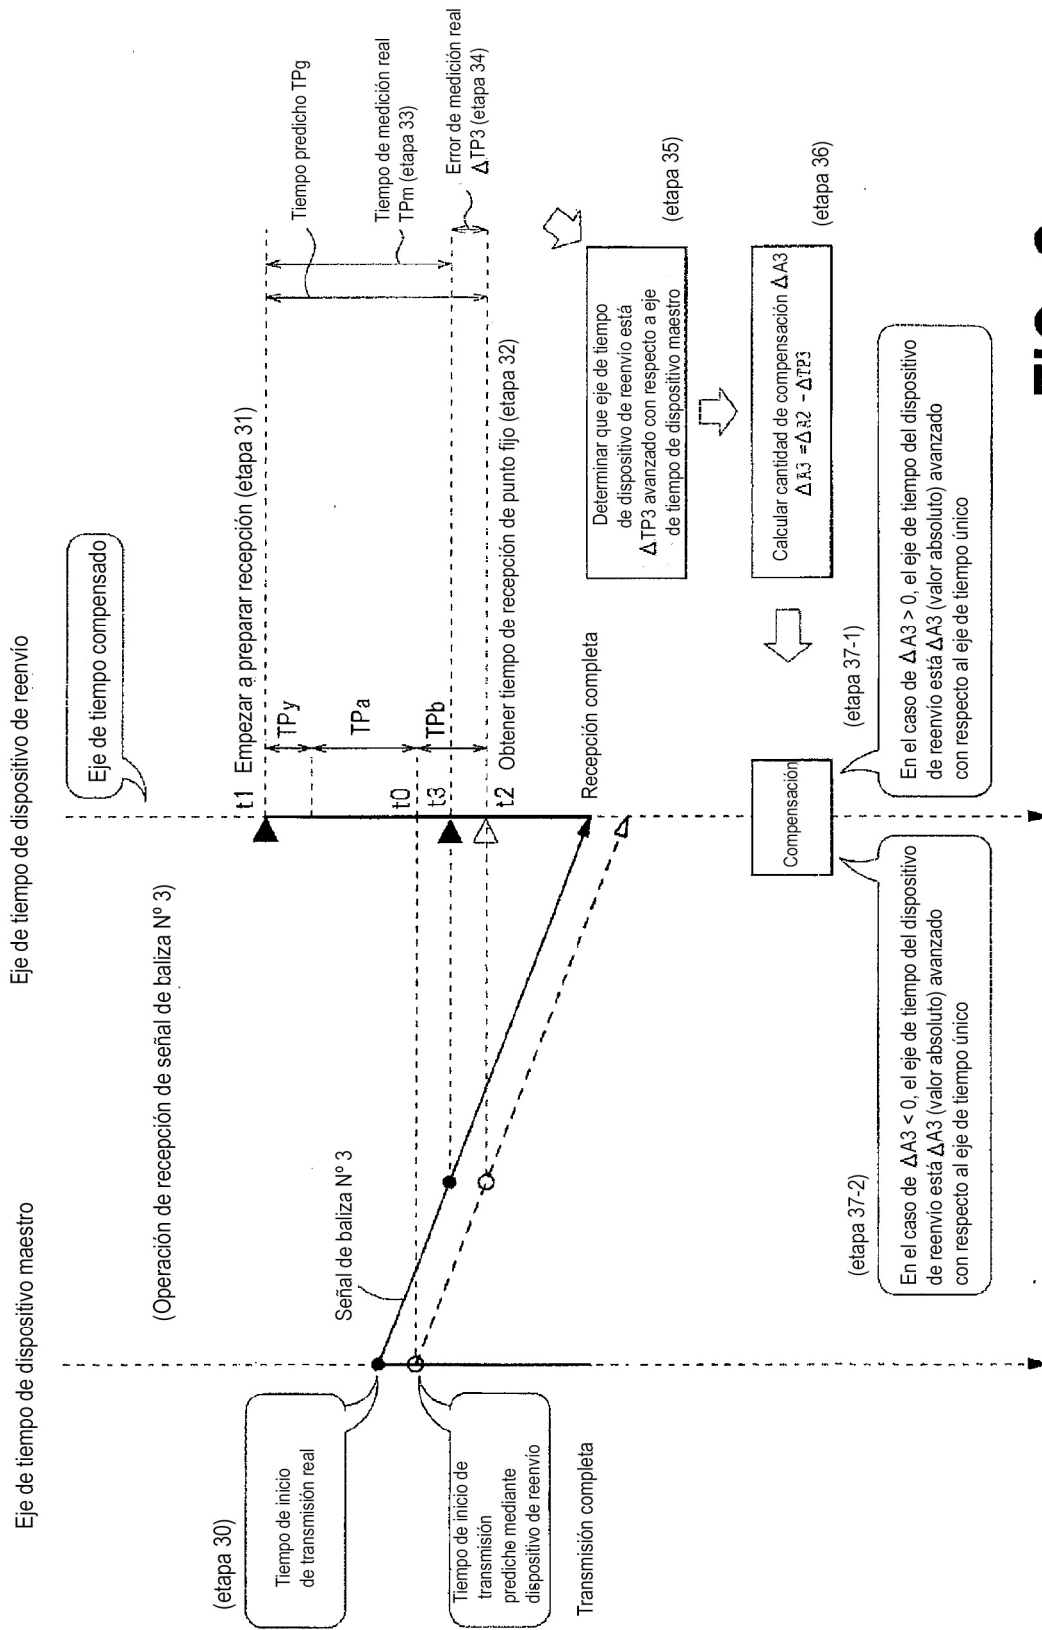 Eje de tiempo de dispositivo maestro
Eje de tiempo de dispositivo de reenvío
(Operación de recepción de señal de baliza Nº 3)
Eje de tiempo compensado
(etapa 30)
Tiempo de inicio
de transmisión real
Tiempo de inicio de
transmisión
prediche mediante
dispositivo de reenvío
Transmisión completa
Señal de baliza Nº 3
t1 Empezar a preparar recepción (etapa 31)
TPy
TPa
t0
TPb
t3
t2 Obtener tiempo de recepción de punto fijo (etapa 32)
Recepción completa
Tiempo predicho TPg
Tiempo de medición real
TPm (etapa 33)
Error de medición real
ΔTP3 (etapa 34)
Determinar que eje de tiempo
de dispositivo de reenvío está
ΔTP3 avanzado con respecto a eje
de tiempo de dispositivo maestro
(etapa 35)
Calcular cantidad de compensación ΔA3
ΔA3 = ΔA2 - ΔTP3
(etapa 36)
Compensación
(etapa 37-1)
En el caso de ΔA3 > 0, el eje de tiempo del dispositivo
de reenvío está ΔA3 (valor absoluto) avanzado
con respecto al eje de tiempo único
(etapa 37-2)
En el caso de ΔA3 < 0, el eje de tiempo del dispositivo
de reenvío está ΔA3 (valor absoluto) avanzado
con respecto al eje de tiempo único